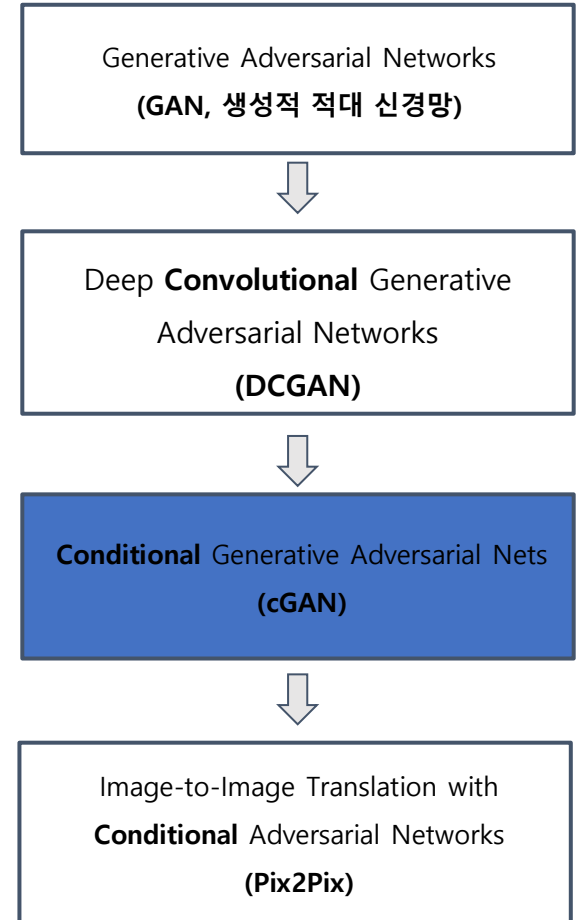 Generative Adversarial Networks
(GAN, 생성적 적대 신경망)
Deep Convolutional Generative
Adversarial Networks
(DCGAN)
Conditional Generative Adversarial Nets
(cGAN)
Image-to-Image Translation with
Conditional Adversarial Networks
(Pix2Pix)